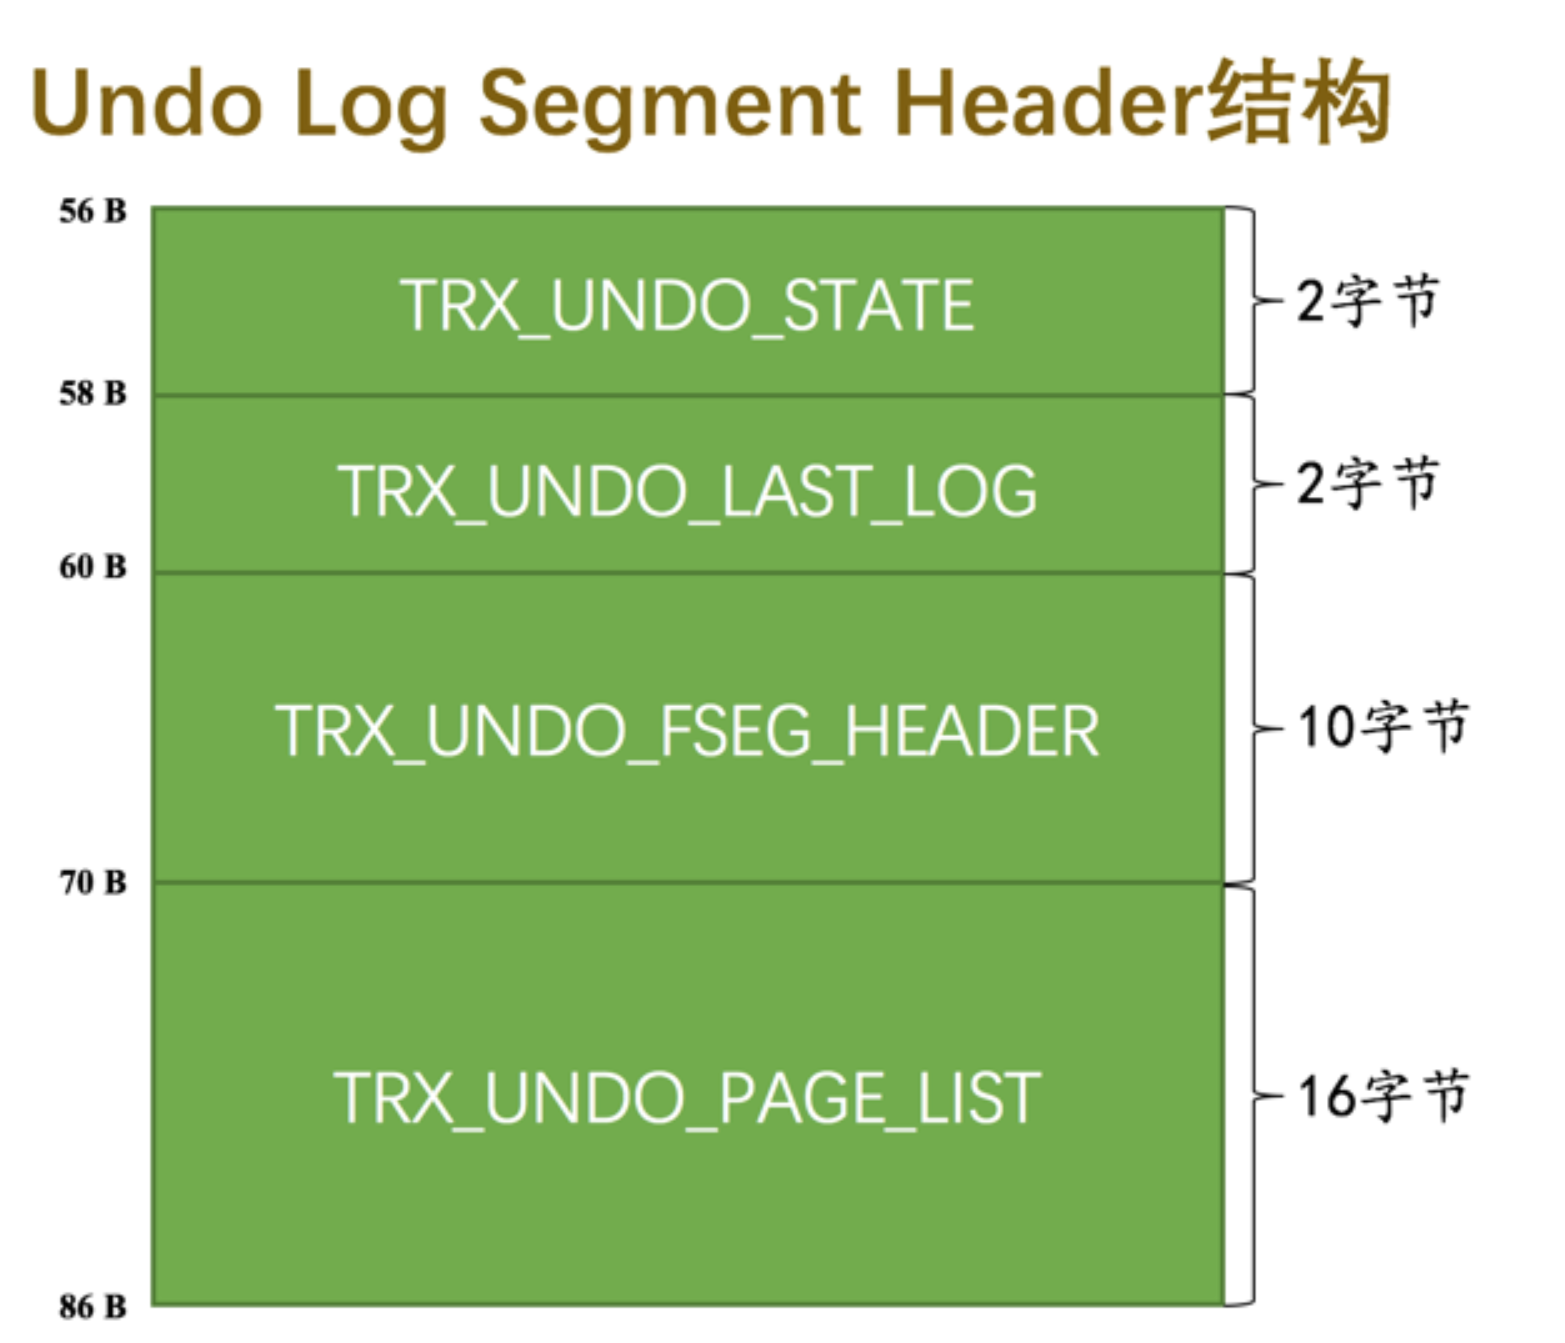 Undo Log Segment Header结构
56 B
TRX_UNDO_STATE
2字节
58 B
TRX_UNDO_LAST_LOG
2字节
60 B
TRX_UNDO_FSEG_HEADER
10字节
70 B
TRX_UNDO_PAGE_LIST
16字节
86 B